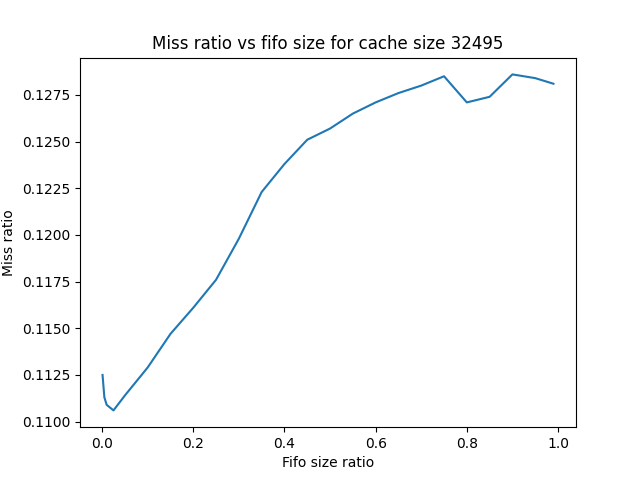 Miss ratio vs fifo size for cache size 32495
0.1275
0.1250
0.1225
0.1200
0.1175
0.1150
0.1125
0.1100
Miss ratio
0.0 0.2 0.4 0.6 0.8 1.0
Fifo size ratio